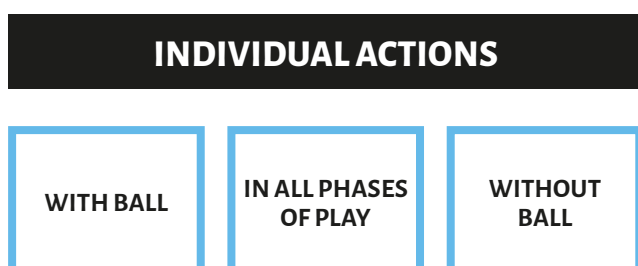 INDIVIDUAL ACTIONS
WITH BALL
IN ALL PHASES
OF PLAY
WITHOUT
BALL